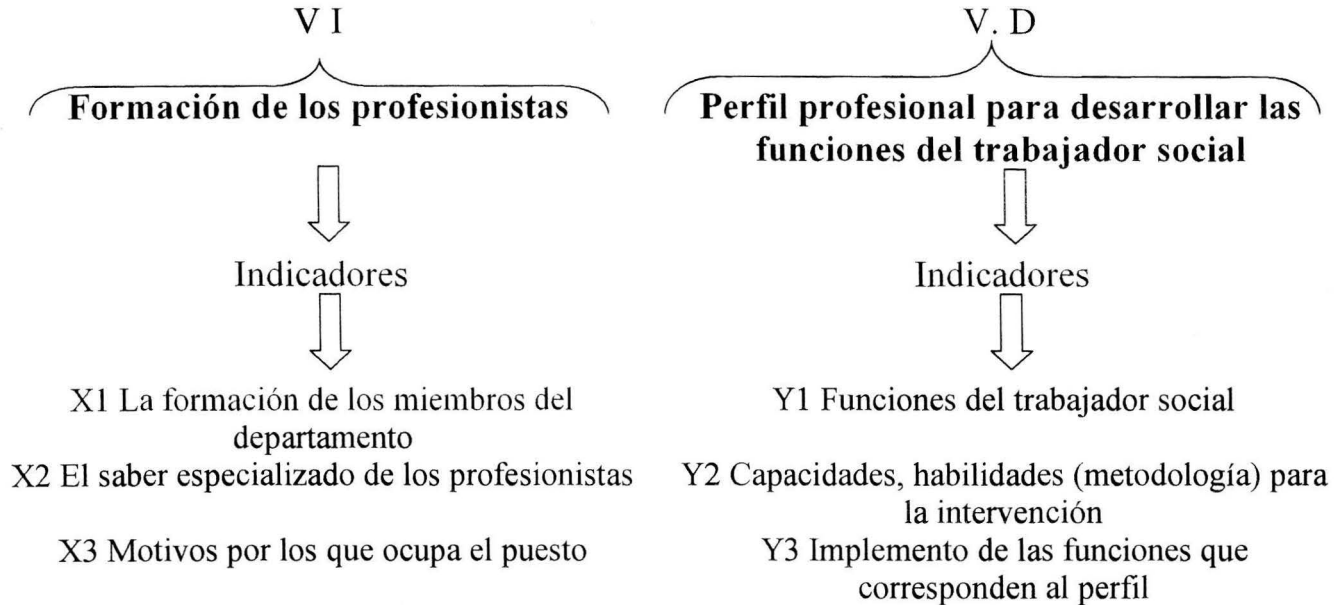 V I
Formación de los profesionistas
Indicadores
X1 La formación de los miembros del
departamento
X2 El saber especializado de los profesionistas
X3 Motivos por los que ocupa el puesto
V. D
Perfil profesional para desarrollar las
funciones del trabajador social
Indicadores
Y1 Funciones del trabajador social
Y2 Capacidades, habilidades (metodología) para
la intervención
Y3 Implemento de las funciones que
corresponden al perfil